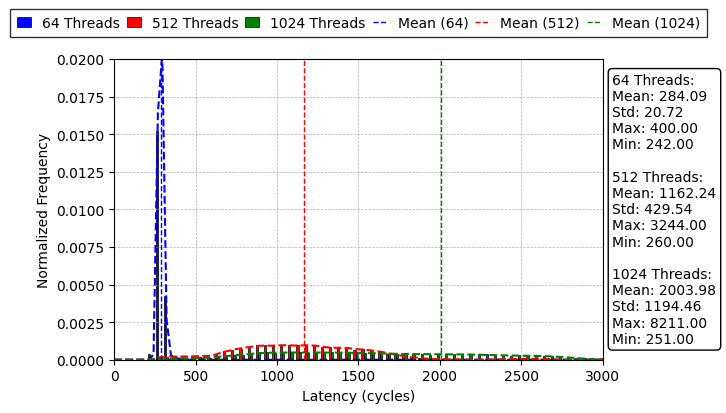 64 Threads 512 Threads 1024 Threads Mean (64) Mean (512) Mean (1024)
0.0200
0.0175
0.0150
0.0125
0.0100
0.0075
0.0050
0.0025
0.0000
Normalized Frequency
0 500 1000 1500 2000 2500 3000
Latency (cycles)
64 Threads:
Mean: 284.09
Std: 20.72
Max: 400.00
Min: 242.00
512 Threads:
Mean: 1162.24
Std: 429.54
Max: 3244.00
Min: 260.00
1024 Threads:
Mean: 2003.98
Std: 1194.46
Max: 8211.00
Min: 251.00